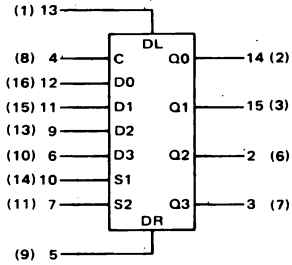 (1) 13
DL
(8) 4 C Q0 14 (2)
(16) 12 D0
(15) 11 D1 Q1 15 (3)
(13) 9 D2
(10) 6 D3 Q2 2 (6)
(14) 10 S1
(11) 7 S2 Q3 3 (7)
DR
(9) 5